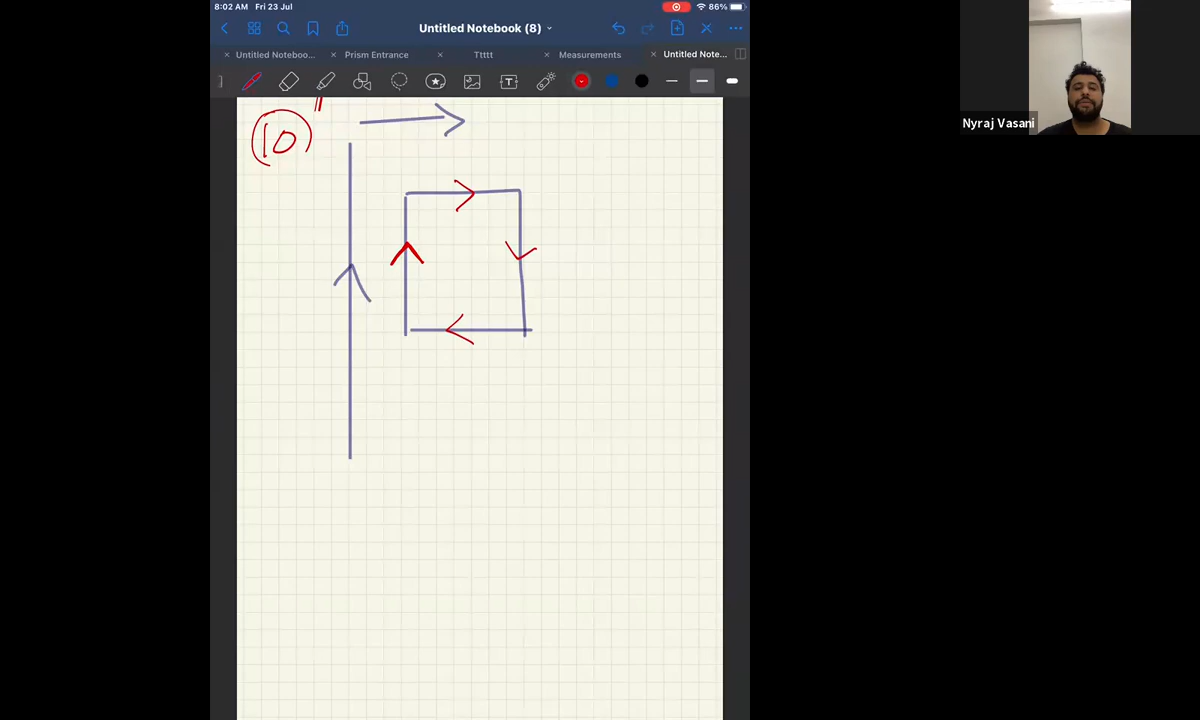 8:02 AM Fri 23 Jul
86%
Untitled Notebook (8)
Untitled Noteboo...
Prism Entrance
Ttttt
Measurements
Untitled Note...
T
10
Nyraj Vasani